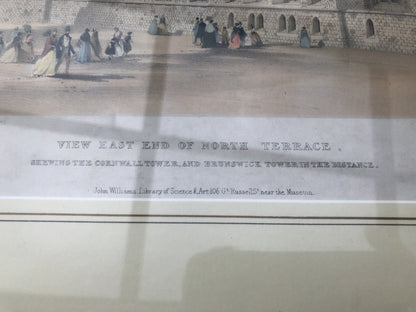 VIEW EAST END OF NORTH TERRACE.
SHEWING THE CORNWALL TOWER, AND BRUNSWICK TOWER IN THE DISTANCE.
John Williams Library of Science & Art 106 Gt. Russell St. near the Museum.